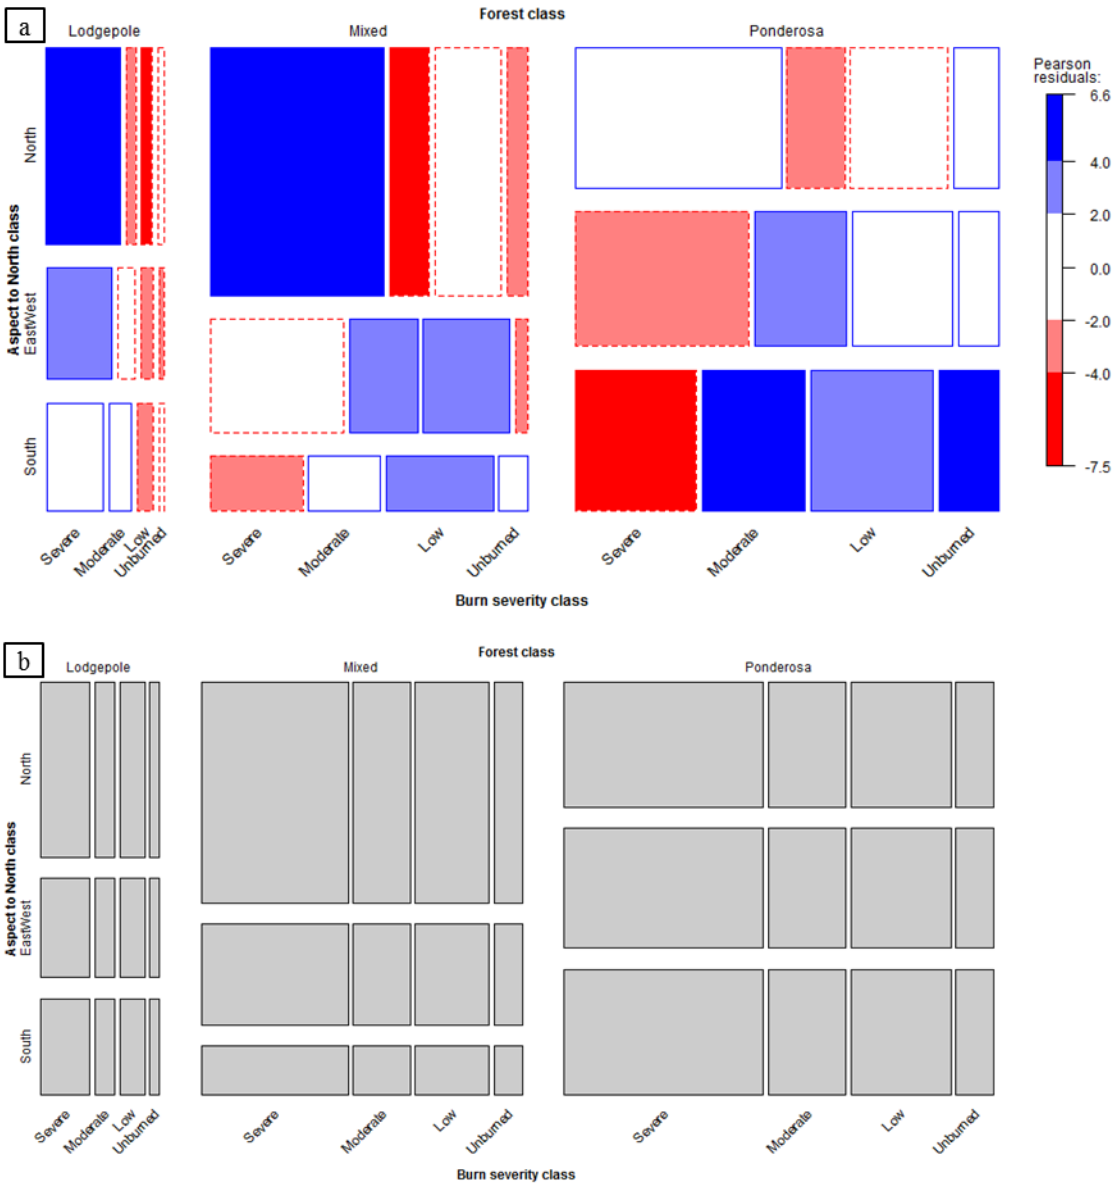 a
Forest class
Lodgepole Mixed Ponderosa
Pearson
residuals:
6.6
4.0
2.0
0.0
-2.0
-4.0
-7.5
Aspect to North class
North
EastWest
South
Severe Moderate Low Unburned Severe Moderate Low Unburned Severe Moderate Low Unburned
Burn severity class
b
Forest class
Lodgepole Mixed Ponderosa
Aspect to North class
North
EastWest
South
Severe Moderate Low Unburned Severe Moderate Low Unburned Severe Moderate Low Unburned
Burn severity class